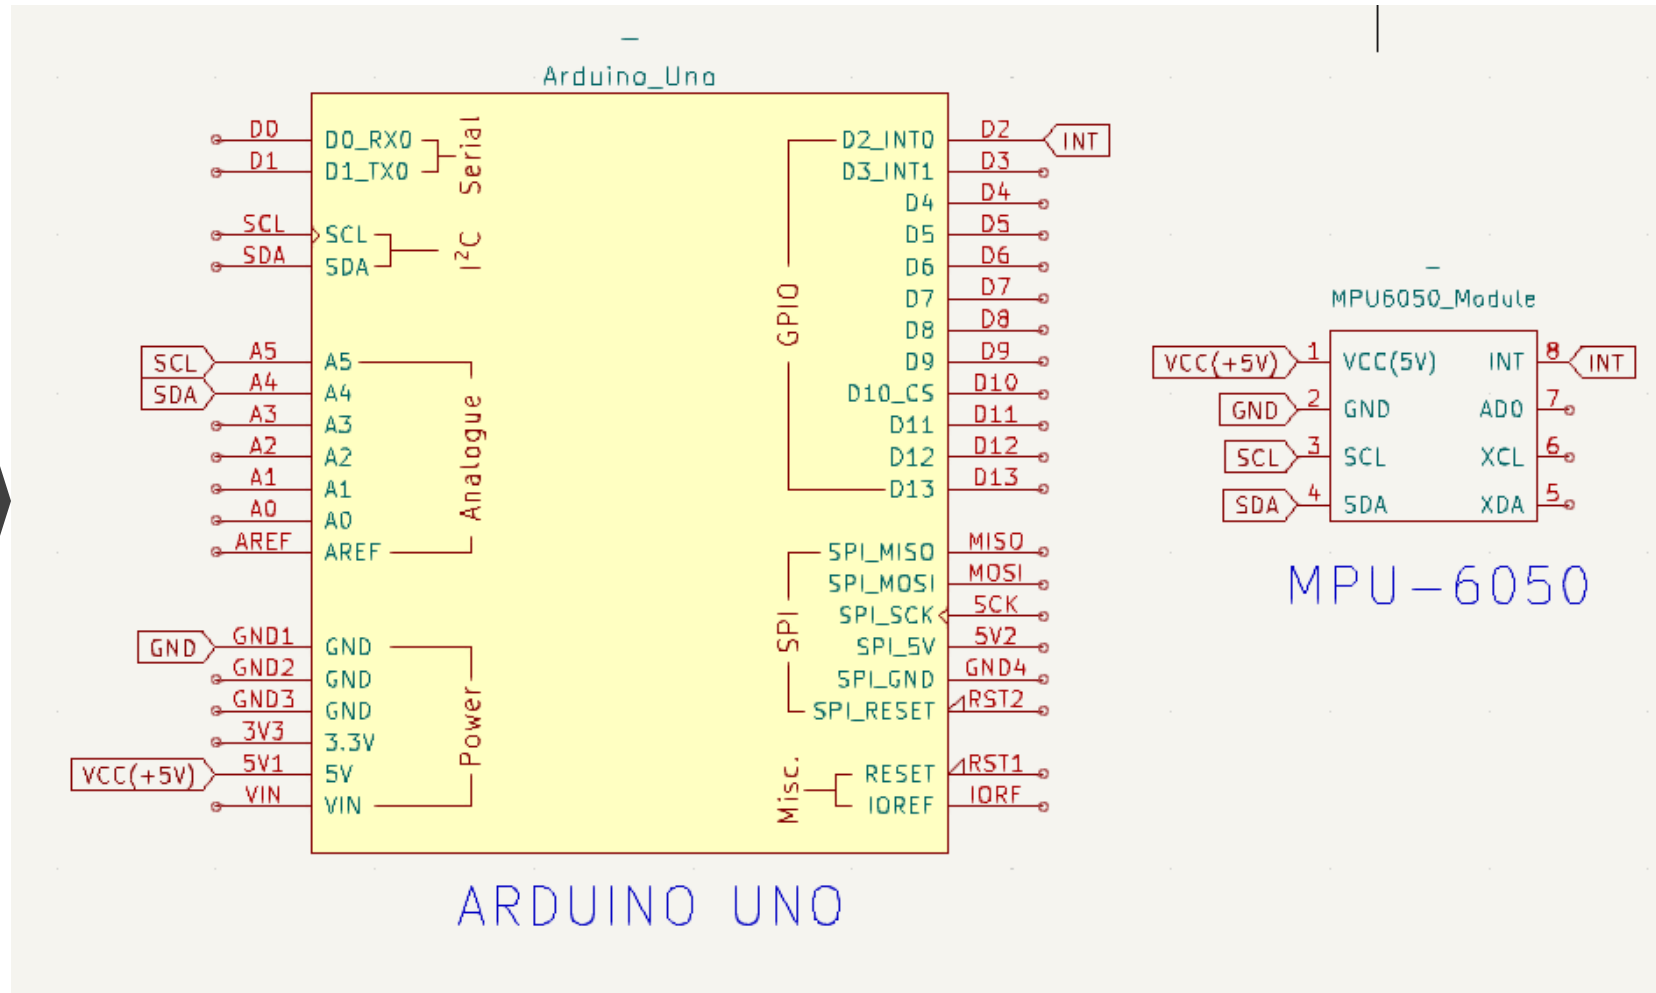 Arduino_Uno
D0
D1
SCL
SDA
SCL
A5
SDA
A4
A3
A2
A1
A0
AREF
GND
GND1
GND2
GND3
3V3
VCC(+5V)
5V1
VIN
D0_RX0
D1_TX0
Serial
SCL
SDA
I²C
A5
A4
A3
A2
A1
A0
AREF
Analogue
GND
GND
GND
3.3V
5V
VIN
Power
GPIO
D2_INT0
D3_INT1
D4
D5
D6
D7
D8
D9
D10_CS
D11
D12
D13
SPI
SPI_MISO
SPI_MOSI
SPI_SCK
SPI_5V
SPI_GND
SPI_RESET
Misc.
RESET
IOREF
D2
INT
D3
D4
D5
D6
D7
D8
D9
D10
D11
D12
D13
MISO
MOSI
SCK
5V2
GND4
RST2
RST1
IORF
ARDUINO UNO
MPU6050_Module
VCC(+5V)
1
VCC(5V)
INT
8
INT
GND
2
GND
AD0
7
SCL
3
SCL
XCL
6
SDA
4
SDA
XDA
5
MPU-6050